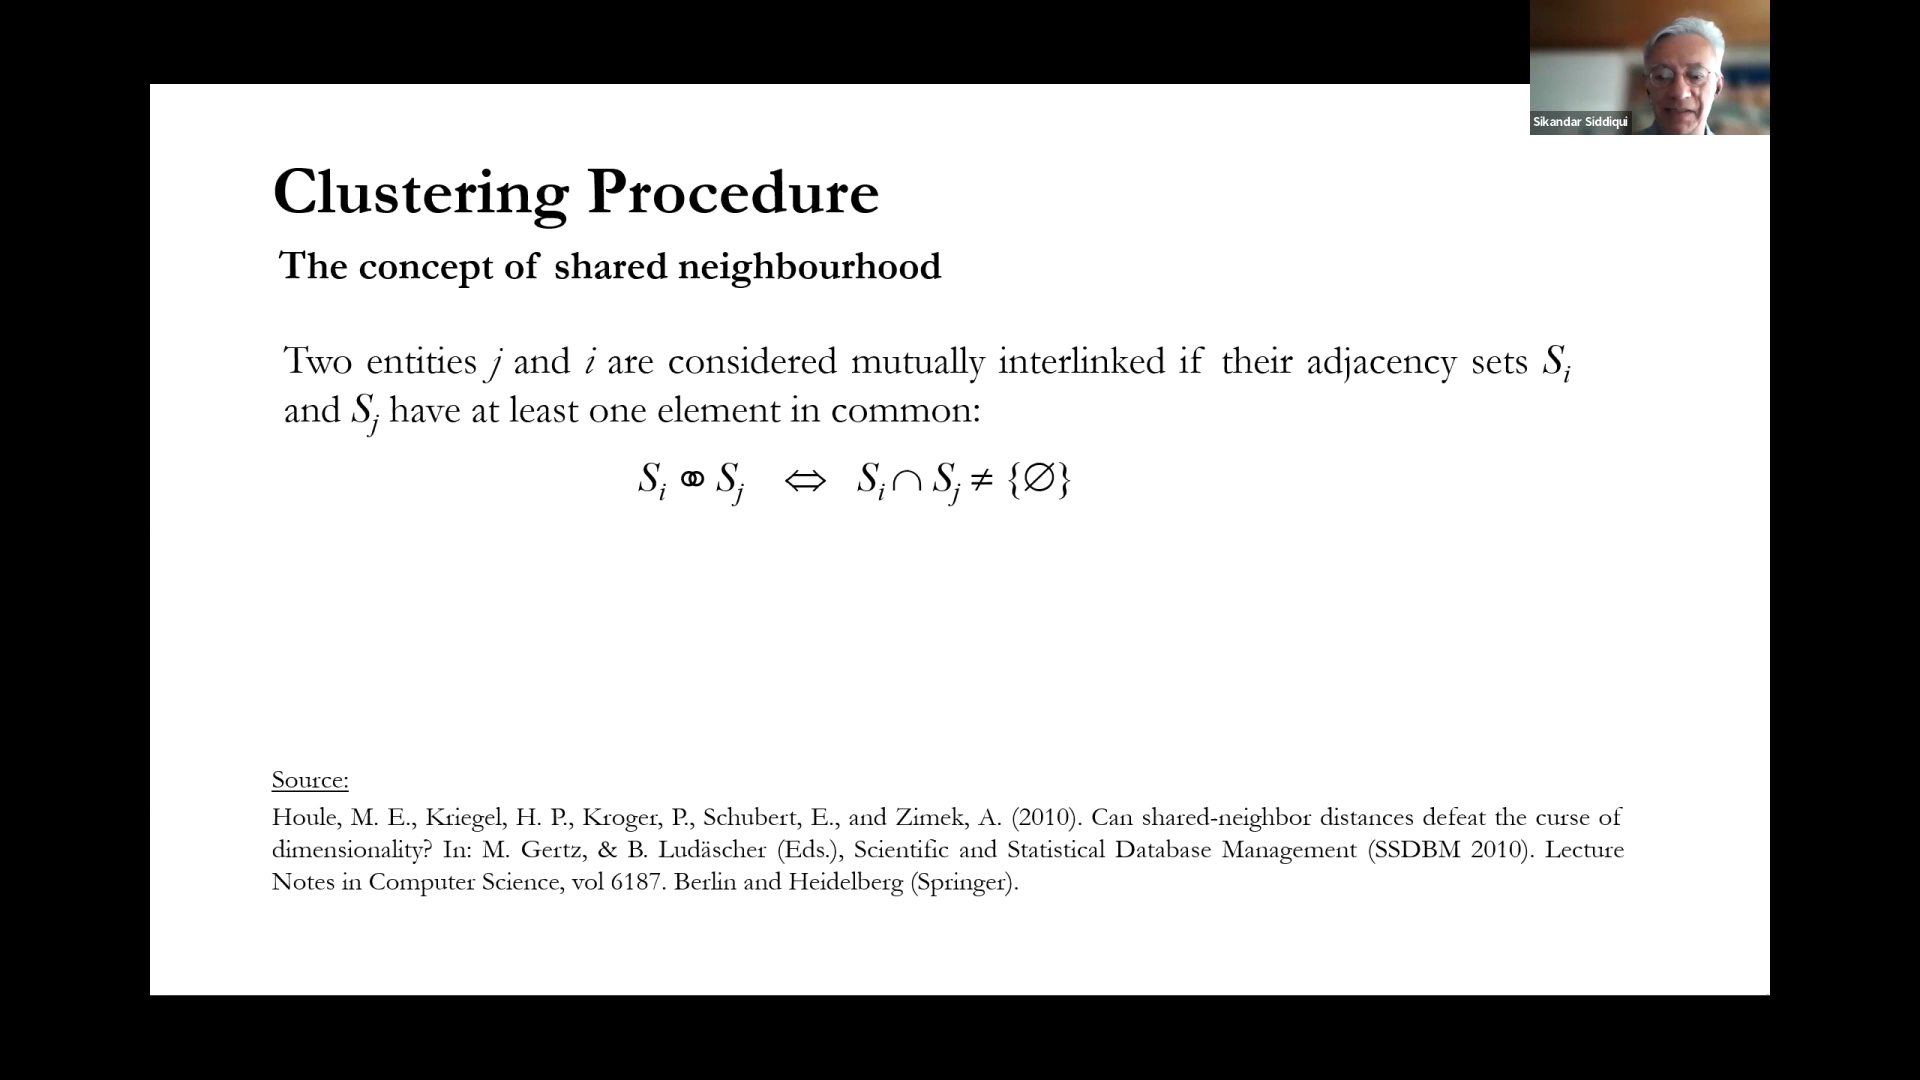 Sikandar Siddiqui
Clustering Procedure
The concept of shared neighbourhood
Two entities j and i are considered mutually interlinked if their adjacency sets Si
and Sj have at least one element in common:
Si ⚭ Sj ⇔ Si ∩ Sj ≠ {∅}
Source:
Houle, M. E., Kriegel, H. P., Kroger, P., Schubert, E., and Zimek, A. (2010). Can shared-neighbor distances defeat the curse of
dimensionality? In: M. Gertz, & B. Ludäscher (Eds.), Scientific and Statistical Database Management (SSDBM 2010). Lecture
Notes in Computer Science, vol 6187. Berlin and Heidelberg (Springer).